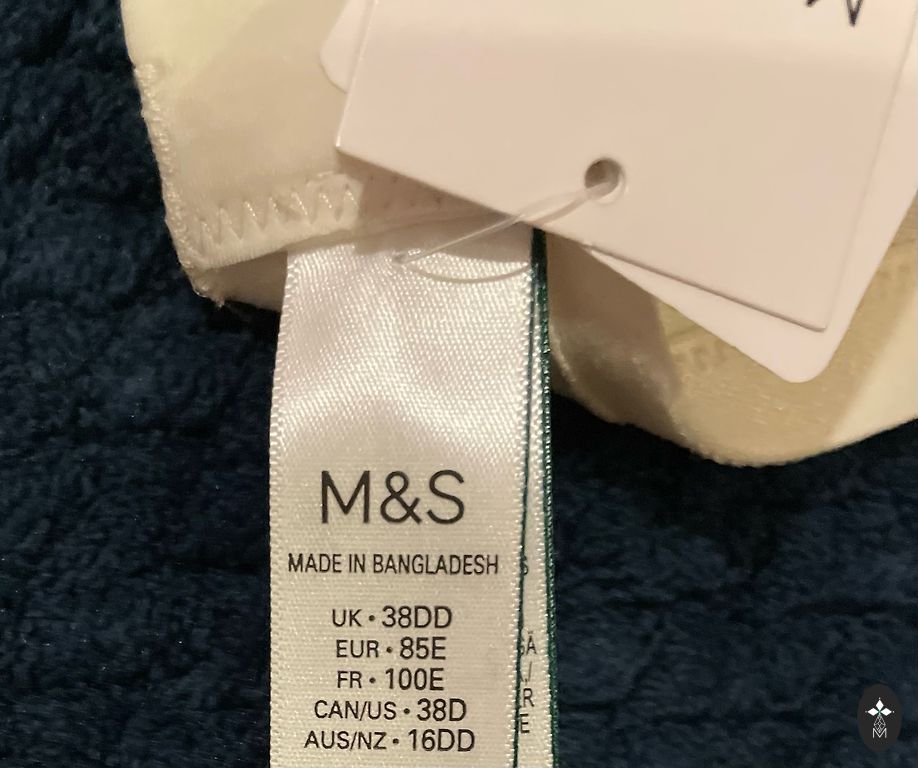 M&S
MADE IN BANGLADESH
UK • 38DD
EUR • 85E
FR • 100E
CAN/US • 38D
AUS/NZ • 16DD
M